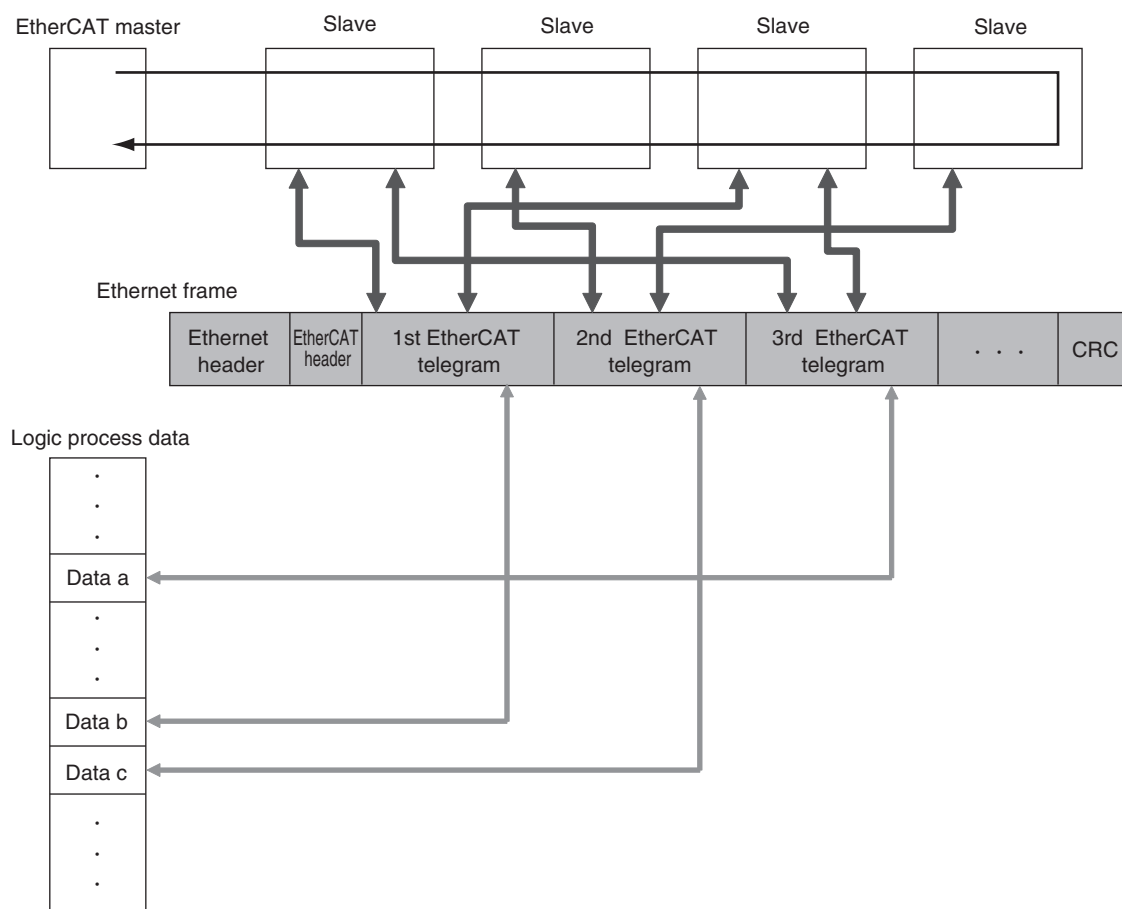 EtherCAT master
Slave
Slave
Slave
Slave
Ethernet frame
Ethernet
header
EtherCAT
header
1st EtherCAT
telegram
2nd EtherCAT
telegram
3rd EtherCAT
telegram
. . .
CRC
Logic process data
.
.
.
Data a
.
.
.
Data b
Data c
.
.
.